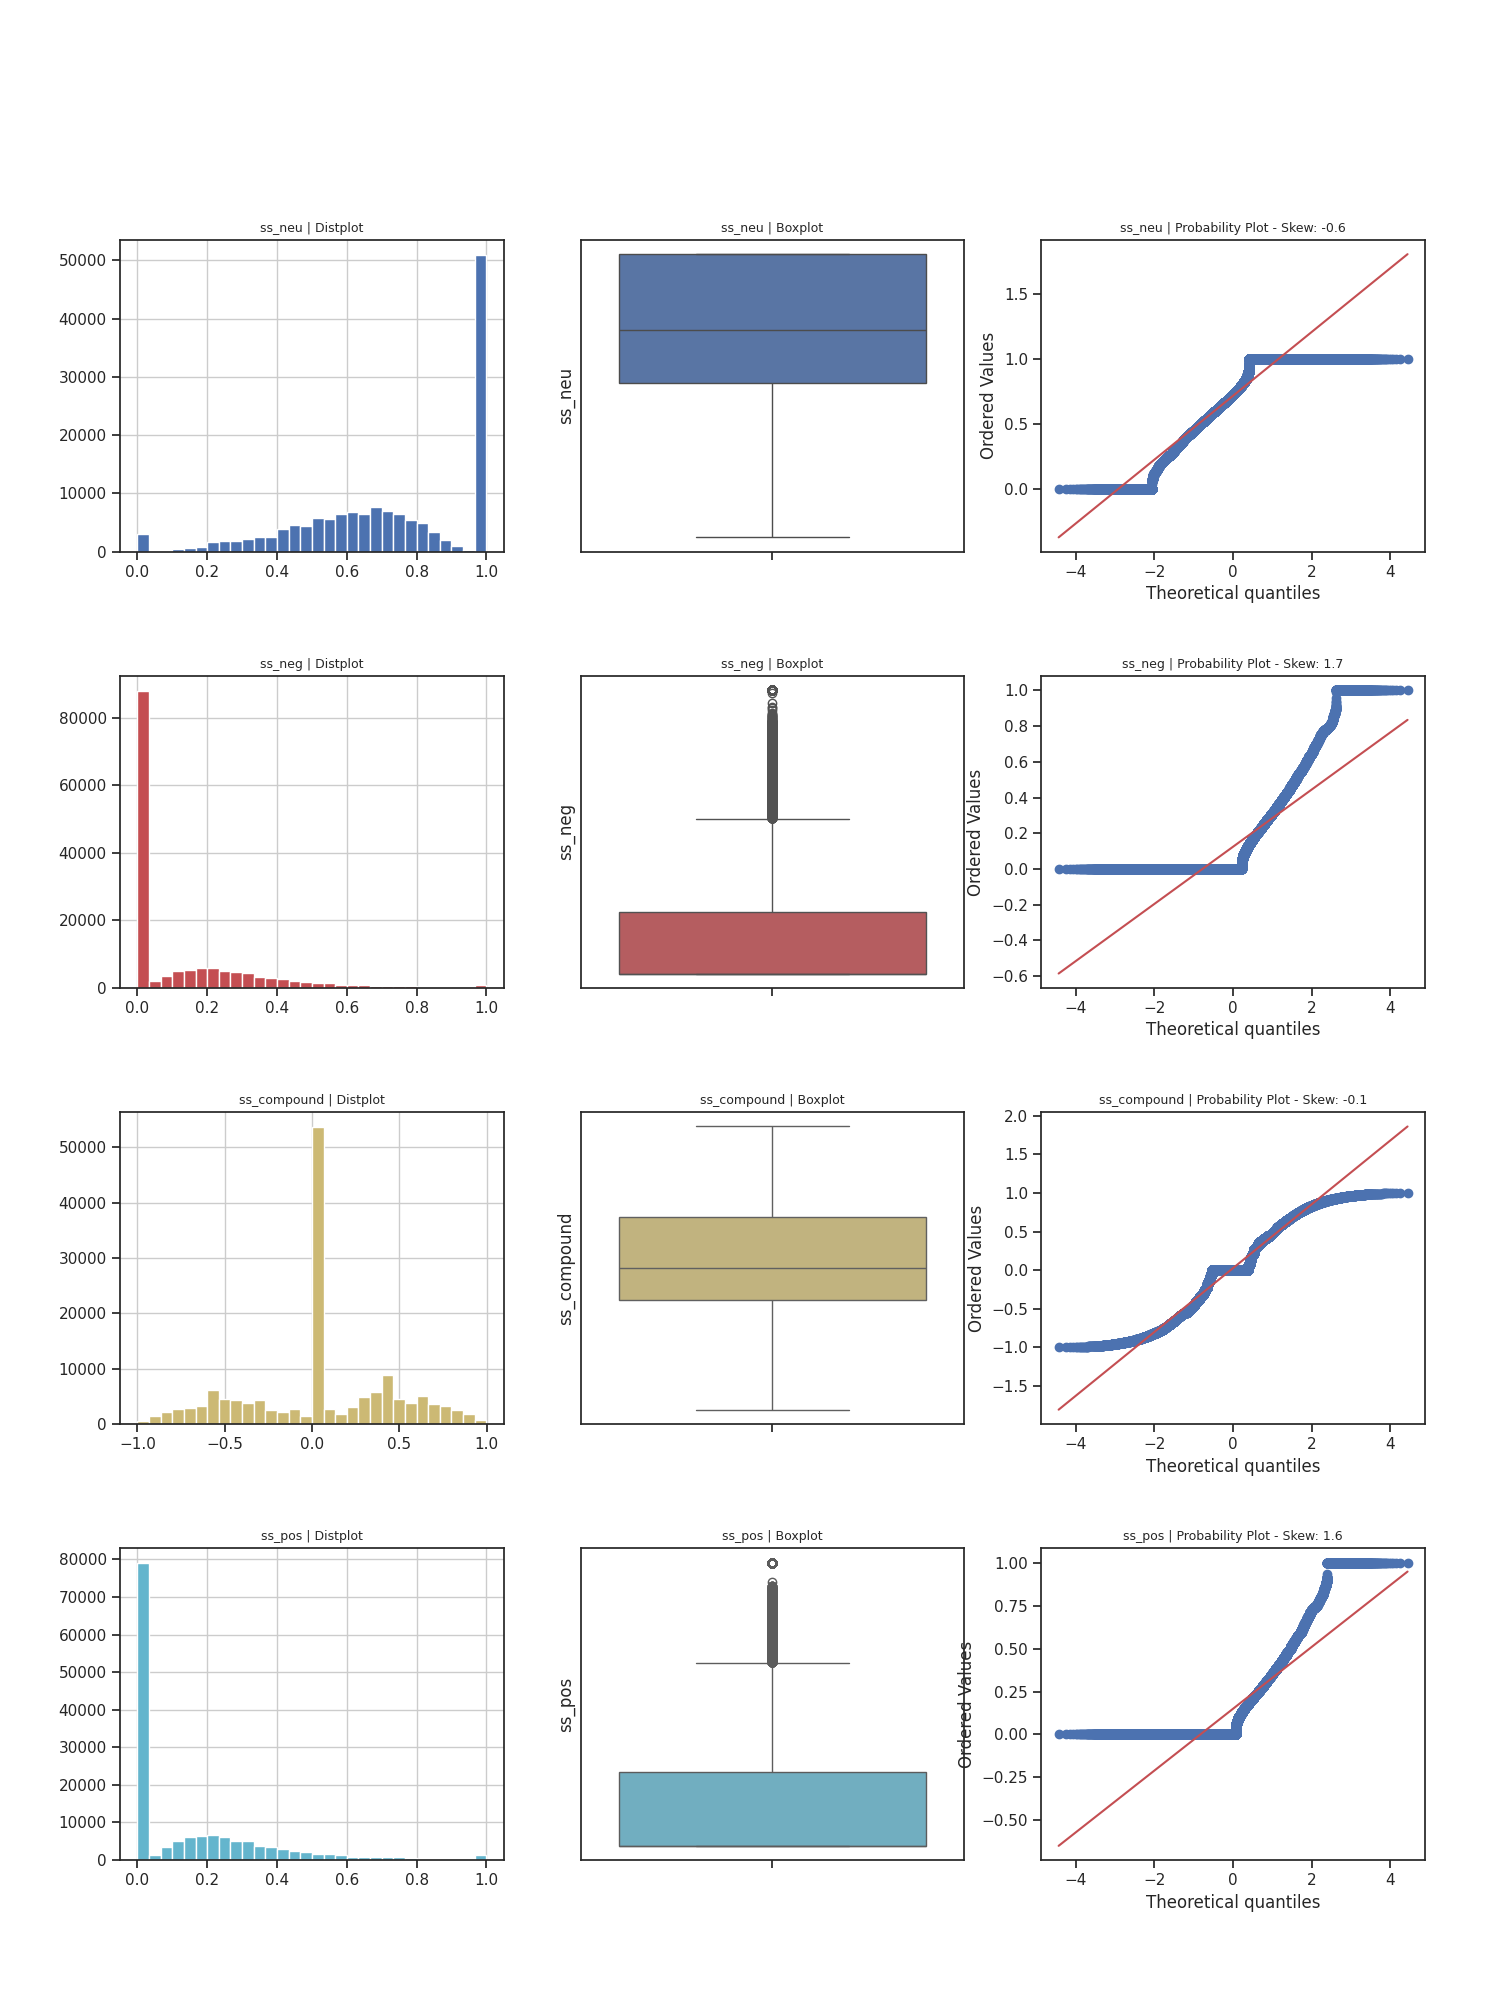 ss_neu | Distplot
50000
40000
30000
20000
10000
0
0.0 0.2 0.4 0.6 0.8 1.0
ss_neu | Boxplot
ss_neu
ss_neu | Probability Plot - Skew: -0.6
Ordered Values
1.5
1.0
0.5
0.0
−4 −2 0 2 4
Theoretical quantiles
ss_neg | Distplot
80000
60000
40000
20000
0
0.0 0.2 0.4 0.6 0.8 1.0
ss_neg | Boxplot
ss_neg
ss_neg | Probability Plot - Skew: 1.7
Ordered Values
1.0
0.8
0.6
0.4
0.2
0.0
−0.2
−0.4
−0.6
−4 −2 0 2 4
Theoretical quantiles
ss_compound | Distplot
50000
40000
30000
20000
10000
0
−1.0 −0.5 0.0 0.5 1.0
ss_compound | Boxplot
ss_compound
ss_compound | Probability Plot - Skew: -0.1
Ordered Values
2.0
1.5
1.0
0.5
0.0
−0.5
−1.0
−1.5
−4 −2 0 2 4
Theoretical quantiles
ss_pos | Distplot
80000
70000
60000
50000
40000
30000
20000
10000
0
0.0 0.2 0.4 0.6 0.8 1.0
ss_pos | Boxplot
ss_pos
ss_pos | Probability Plot - Skew: 1.6
Ordered Values
1.00
0.75
0.50
0.25
0.00
−0.25
−0.50
−4 −2 0 2 4
Theoretical quantiles